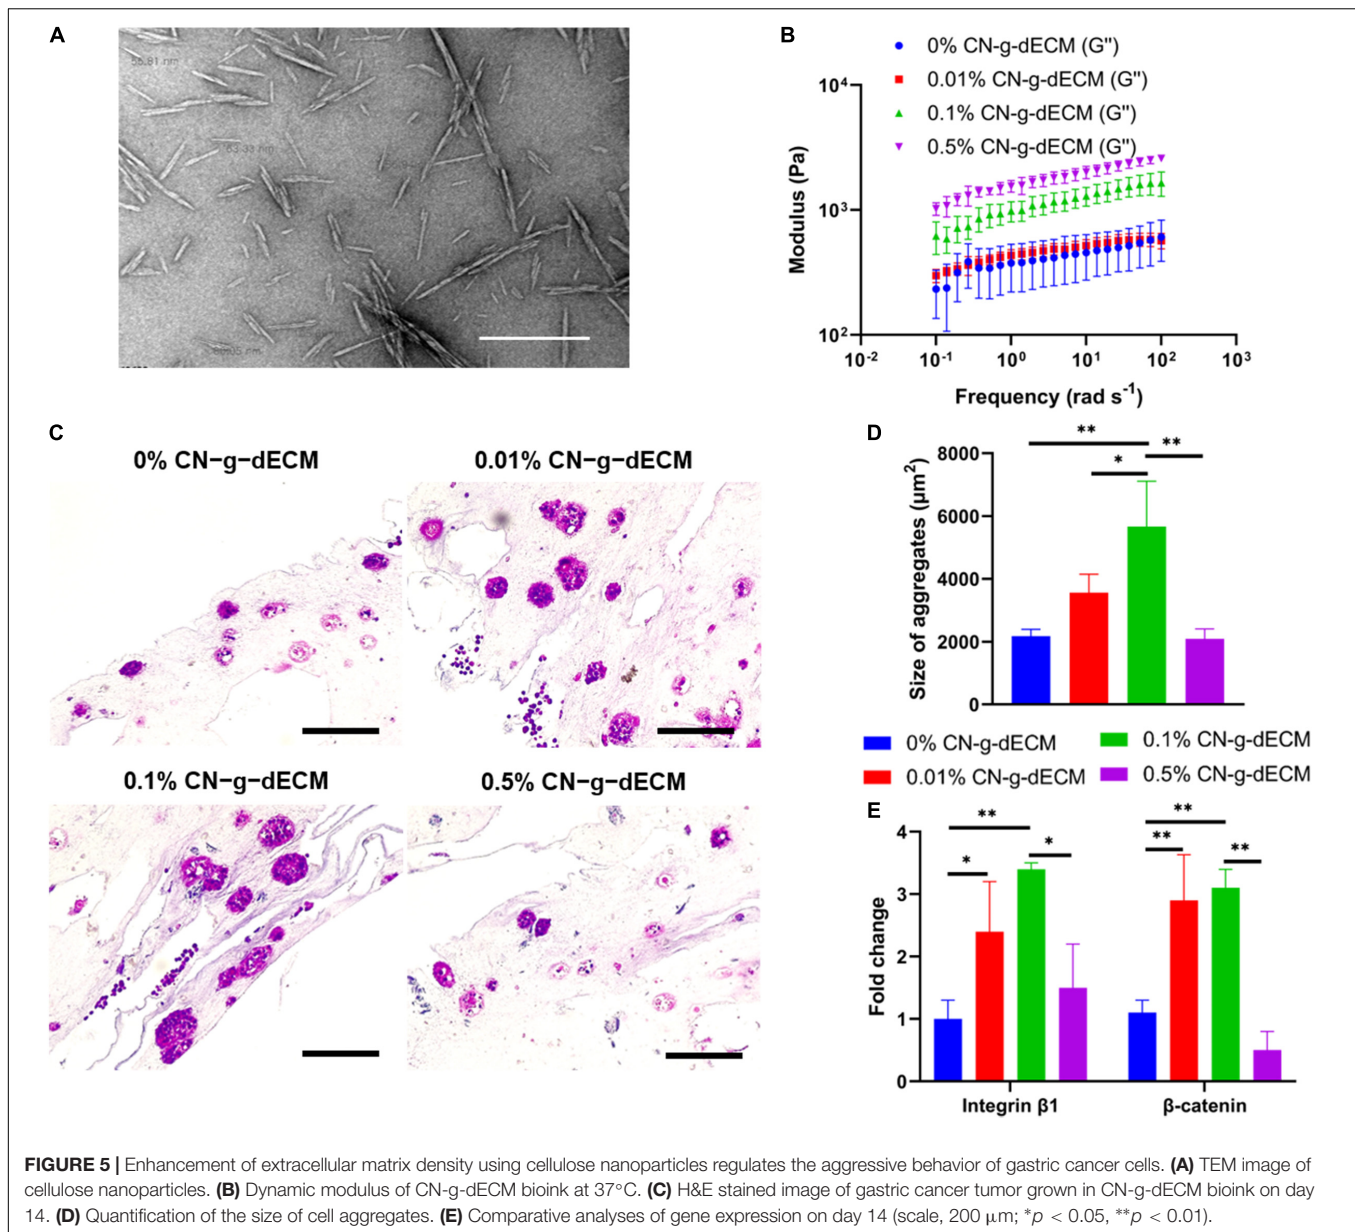 A
55.81 nm
63.33 nm
B
0% CN-g-dECM (G'')
0.01% CN-g-dECM (G'')
0.1% CN-g-dECM (G'')
0.5% CN-g-dECM (G'')
Modulus (Pa)
10⁴
10³
10²
10⁻² 10⁻¹ 10⁰ 10¹ 10² 10³
Frequency (rad s⁻¹)
C
0% CN−g−dECM
0.01% CN−g−dECM
0.1% CN−g−dECM
0.5% CN−g−dECM
D
Size of aggregates (μm²)
8000
6000
4000
2000
0
**
**
*
0% CN-g-dECM
0.1% CN-g-dECM
0.01% CN-g-dECM
0.5% CN-g-dECM
E
Fold change
4
3
2
1
0
**
*
*
**
**
**
Integrin β1
β-catenin
FIGURE 5 | Enhancement of extracellular matrix density using cellulose nanoparticles regulates the aggressive behavior of gastric cancer cells. (A) TEM image of
cellulose nanoparticles. (B) Dynamic modulus of CN-g-dECM bioink at 37°C. (C) H&E stained image of gastric cancer tumor grown in CN-g-dECM bioink on day
14. (D) Quantification of the size of cell aggregates. (E) Comparative analyses of gene expression on day 14 (scale, 200 μm; *p < 0.05, **p < 0.01).